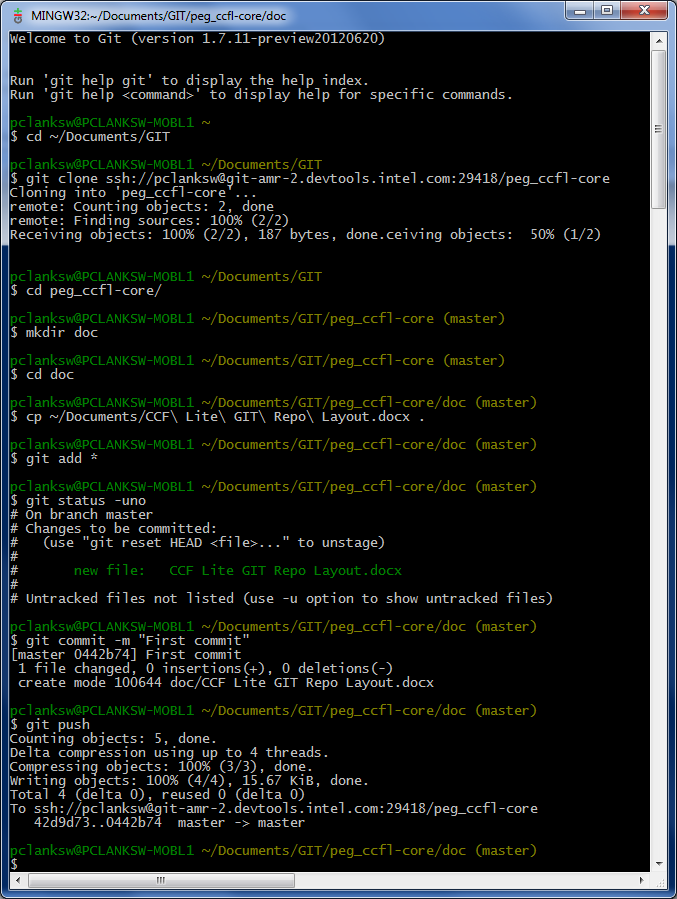 MINGW32:~/Documents/GIT/peg_ccfl-core/doc
Welcome to Git (version 1.7.11-preview20120620)
Run 'git help git' to display the help index.
Run 'git help <command>' to display help for specific commands.
pclanksw@PCLANKSW-MOBL1 ~
$ cd ~/Documents/GIT
pclanksw@PCLANKSW-MOBL1 ~/Documents/GIT
$ git clone ssh://pclanksw@git-amr-2.devtools.intel.com:29418/peg_ccfl-core
Cloning into 'peg_ccfl-core'...
remote: Counting objects: 2, done
remote: Finding sources: 100% (2/2)
Receiving objects: 100% (2/2), 187 bytes, done.ceiving objects:  50% (1/2)
pclanksw@PCLANKSW-MOBL1 ~/Documents/GIT
$ cd peg_ccfl-core/
pclanksw@PCLANKSW-MOBL1 ~/Documents/GIT/peg_ccfl-core (master)
$ mkdir doc
pclanksw@PCLANKSW-MOBL1 ~/Documents/GIT/peg_ccfl-core (master)
$ cd doc
pclanksw@PCLANKSW-MOBL1 ~/Documents/GIT/peg_ccfl-core/doc (master)
$ cp ~/Documents/CCF\ Lite\ GIT\ Repo\ Layout.docx .
pclanksw@PCLANKSW-MOBL1 ~/Documents/GIT/peg_ccfl-core/doc (master)
$ git add *
pclanksw@PCLANKSW-MOBL1 ~/Documents/GIT/peg_ccfl-core/doc (master)
$ git status -uno
# On branch master
# Changes to be committed:
#   (use "git reset HEAD <file>..." to unstage)
#
#       new file:   CCF Lite GIT Repo Layout.docx
#
# Untracked files not listed (use -u option to show untracked files)
pclanksw@PCLANKSW-MOBL1 ~/Documents/GIT/peg_ccfl-core/doc (master)
$ git commit -m "First commit"
[master 0442b74] First commit
 1 file changed, 0 insertions(+), 0 deletions(-)
 create mode 100644 doc/CCF Lite GIT Repo Layout.docx
pclanksw@PCLANKSW-MOBL1 ~/Documents/GIT/peg_ccfl-core/doc (master)
$ git push
Counting objects: 5, done.
Delta compression using up to 4 threads.
Compressing objects: 100% (3/3), done.
Writing objects: 100% (4/4), 15.67 KiB, done.
Total 4 (delta 0), reused 0 (delta 0)
To ssh://pclanksw@git-amr-2.devtools.intel.com:29418/peg_ccfl-core
   42d9d73..0442b74  master -> master
pclanksw@PCLANKSW-MOBL1 ~/Documents/GIT/peg_ccfl-core/doc (master)
$